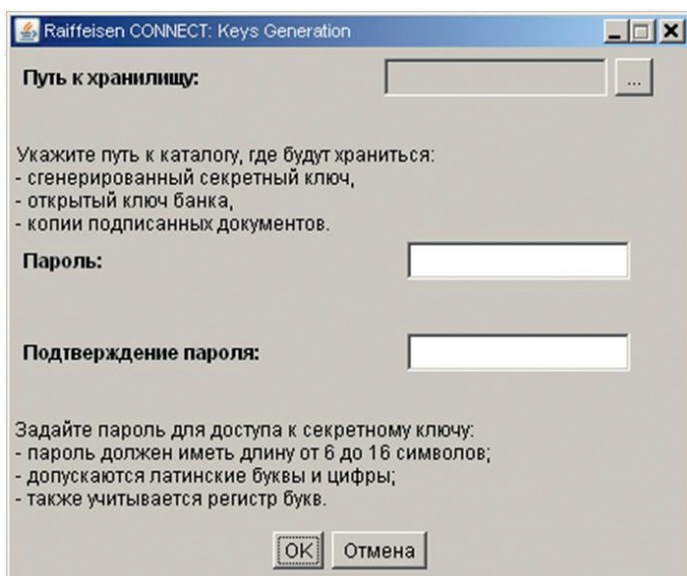 Raiffeisen CONNECT: Keys Generation
Путь к хранилищу:
...
Укажите путь к каталогу, где будут храниться:
- сгенерированный секретный ключ,
- открытый ключ банка,
- копии подписанных документов.
Пароль:
Подтверждение пароля:
Задайте пароль для доступа к секретному ключу:
- пароль должен иметь длину от 6 до 16 символов;
- допускаются латинские буквы и цифры;
- также учитывается регистр букв.
OK Отмена